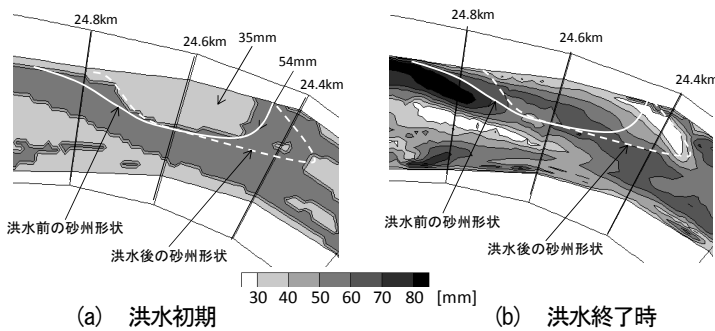 24.8km
24.6km
35mm
54mm
24.4km
洪水前の砂州形状
洪水後の砂州形状
(a) 洪水初期
24.8km
24.6km
24.4km
洪水前の砂州形状
洪水後の砂州形状
(b) 洪水終了時
30 40 50 60 70 80 [mm]